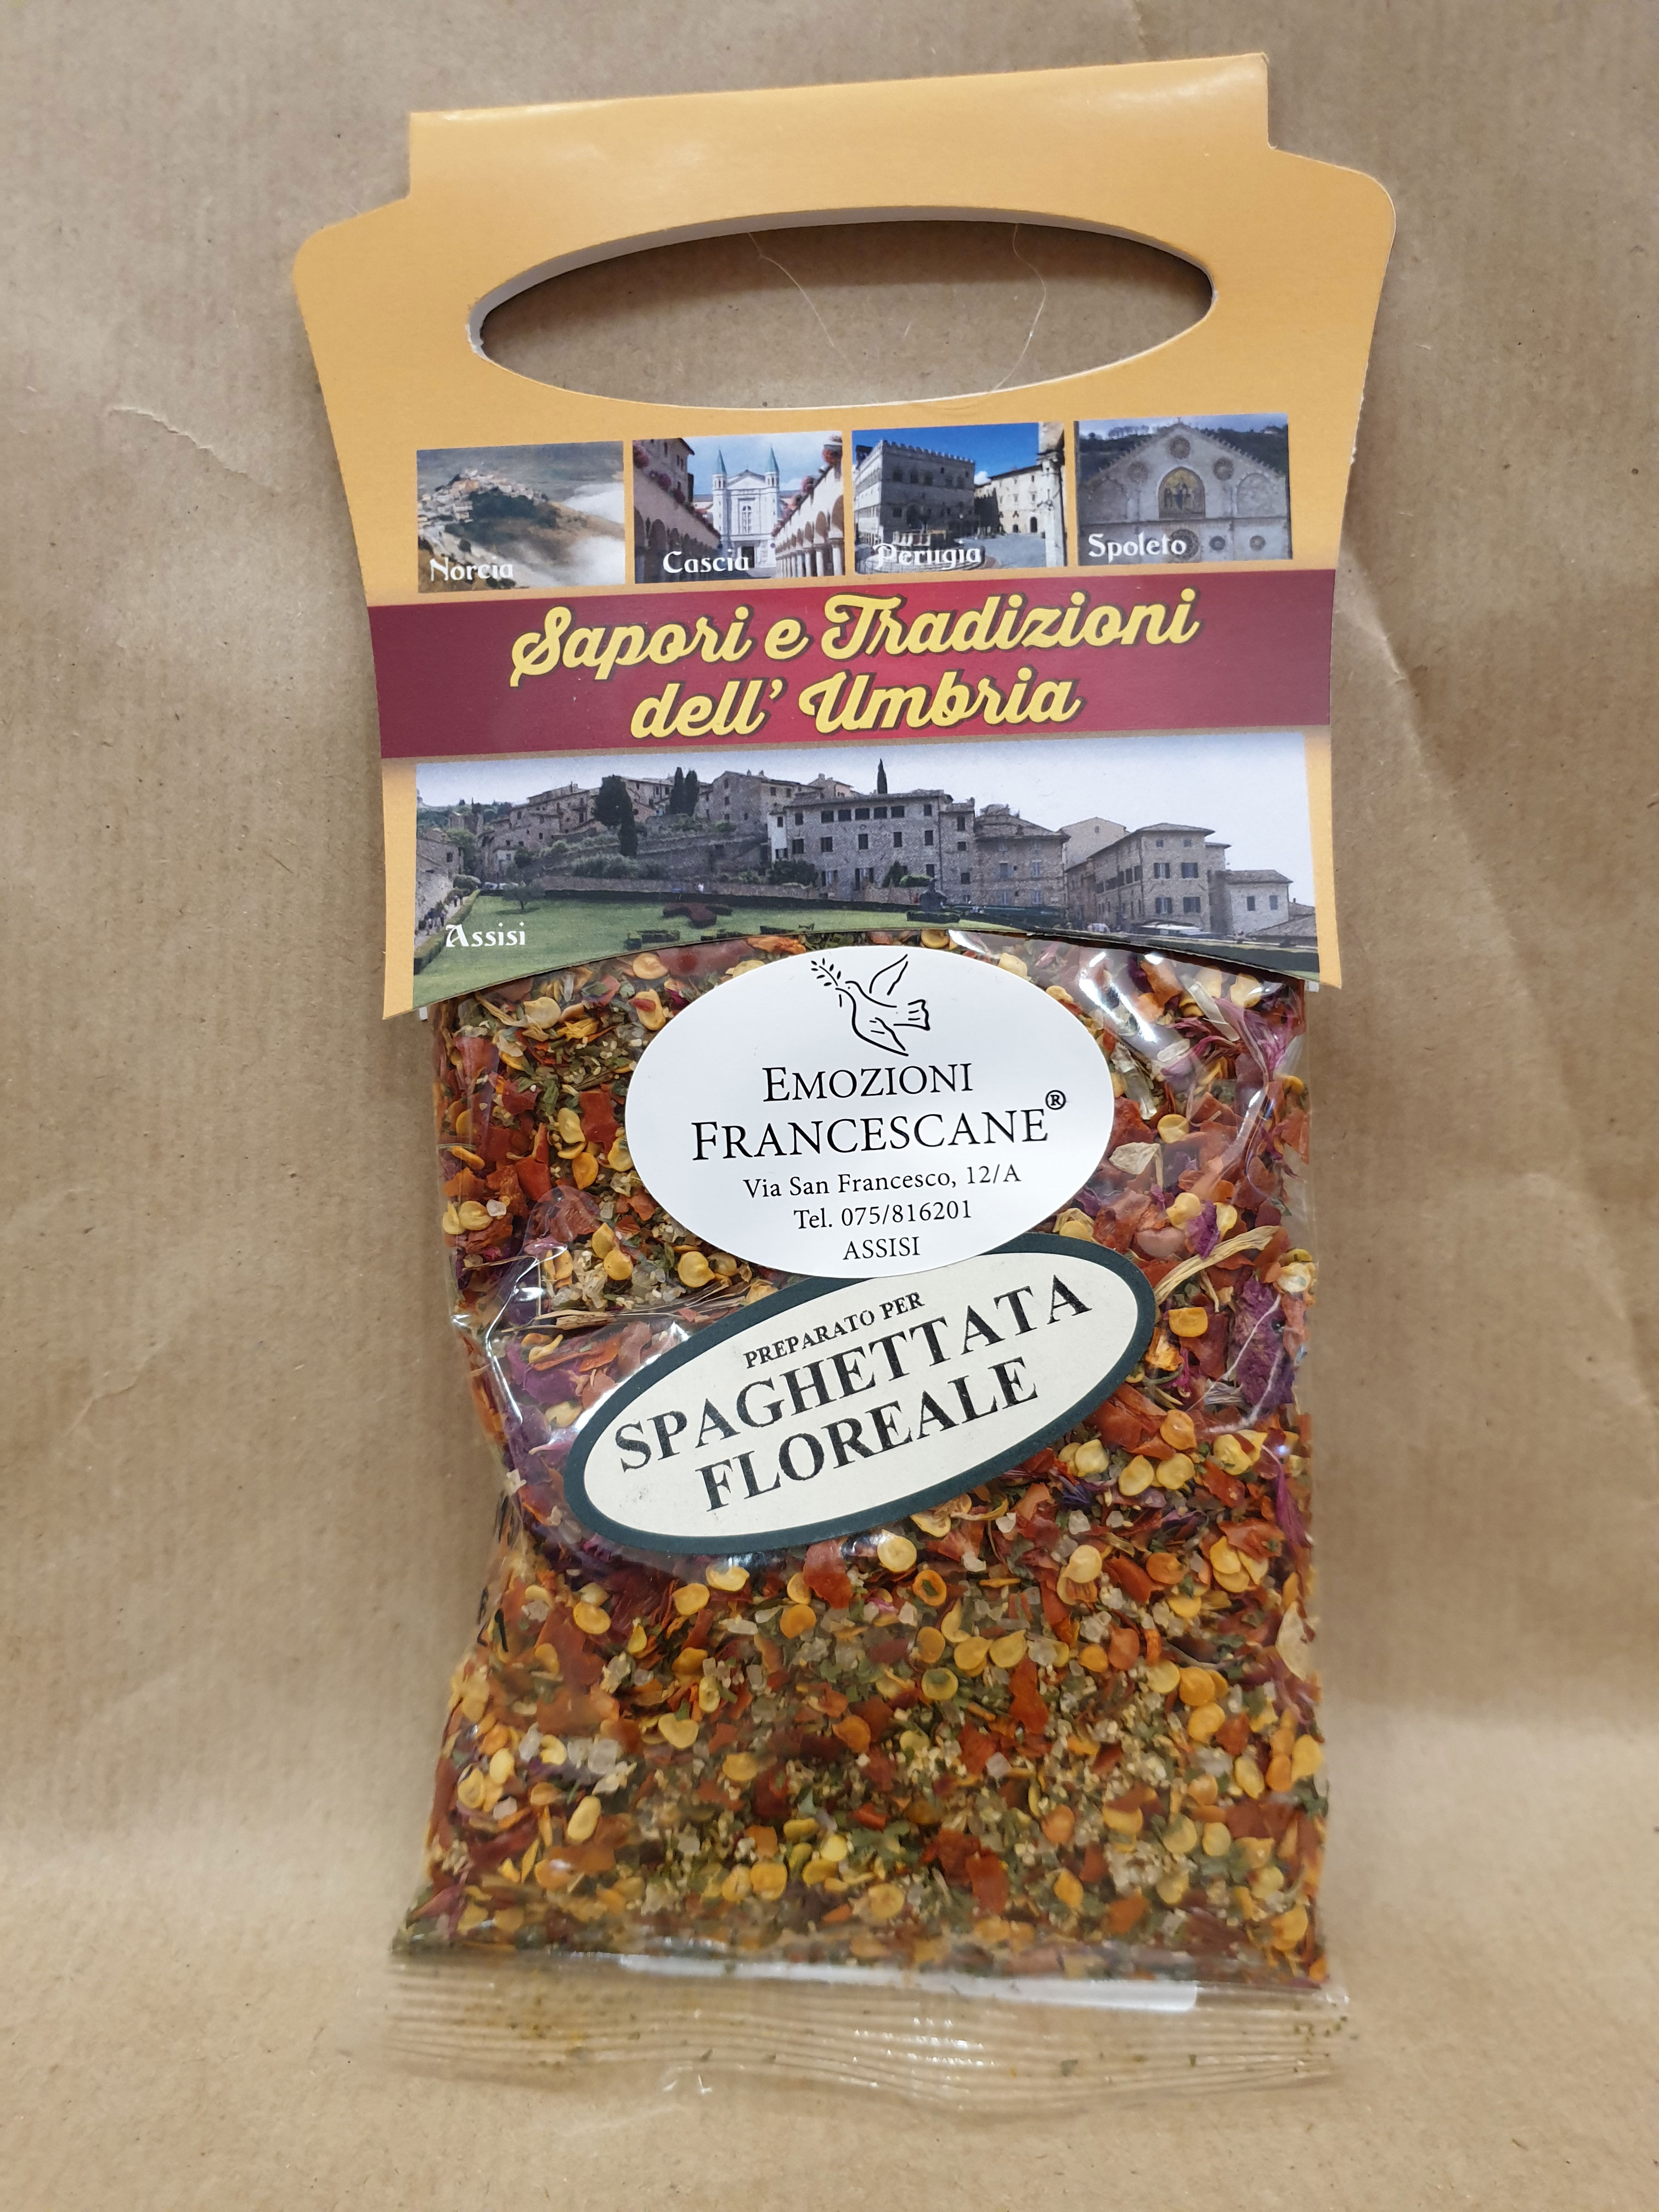 Norcia
Cascia
Perugia
Spoleto
Sapori e Tradizioni
dell' Umbria
Assisi
EMOZIONI
FRANCESCANE®
Via San Francesco, 12/A
Tel. 075/816201
ASSISI
PREPARATO PER
SPAGHETTATA
FLOREALE